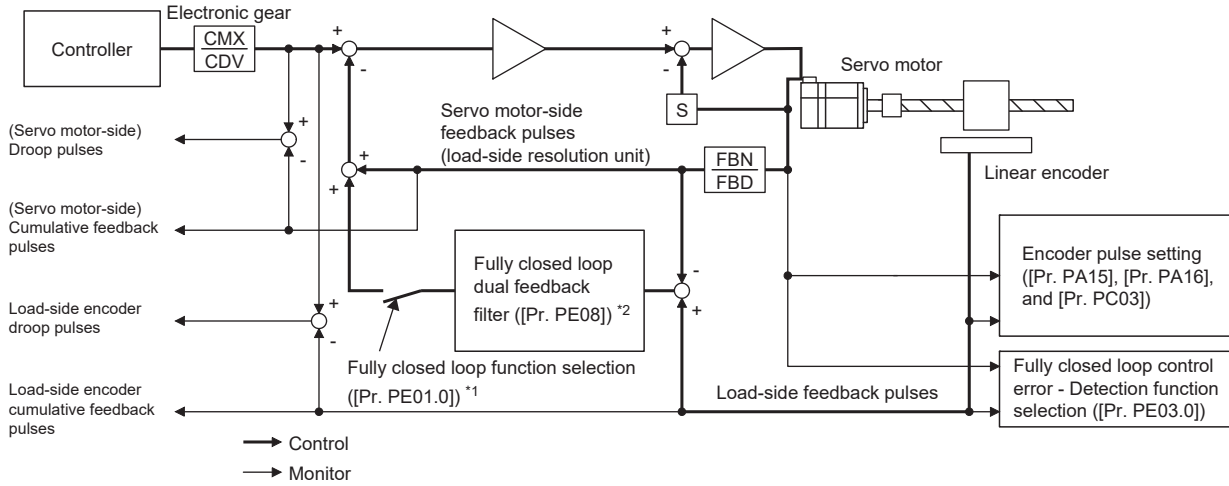 Electronic gear
Controller
CMX
CDV
+
-
+
-
Servo motor
S
(Servo motor-side)
Droop pulses
+
-
Servo motor-side
feedback pulses
(load-side resolution unit)
+
+
FBN
FBD
Linear encoder
(Servo motor-side)
Cumulative feedback
pulses
Fully closed loop
dual feedback
filter ([Pr. PE08]) *2
-
+
Encoder pulse setting
([Pr. PA15], [Pr. PA16],
and [Pr. PC03])
Load-side encoder
droop pulses
+
-
Fully closed loop function selection
([Pr. PE01.0]) *1
Load-side feedback pulses
Fully closed loop control
error - Detection function
selection ([Pr. PE03.0])
Load-side encoder
cumulative feedback
pulses
Control
Monitor